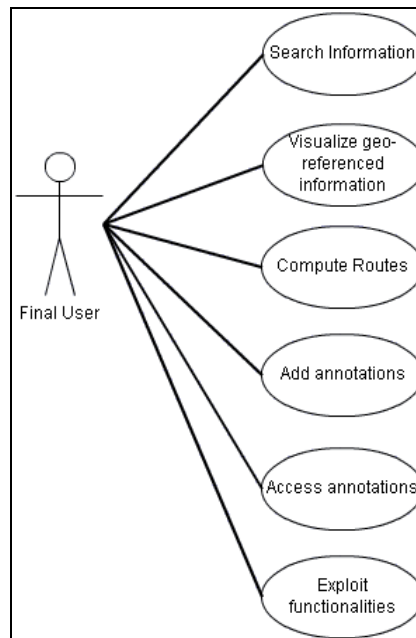 Search Information
Visualize geo-
referenced
information
Compute Routes
Final User
Add annotations
Access annotations
Exploit
functionalities